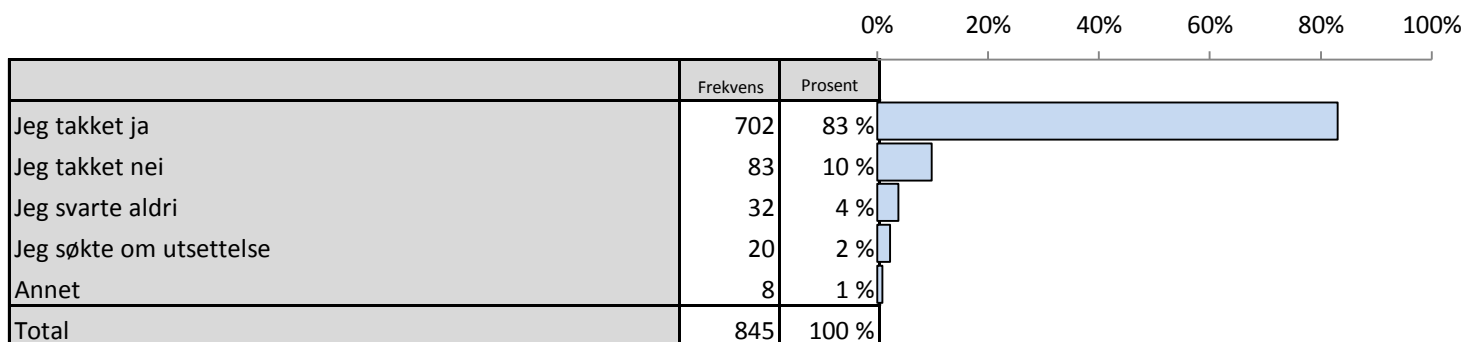 0% 20% 40% 60% 80% 100%
Frekvens Prosent
Jeg takket ja 702 83 %
Jeg takket nei 83 10 %
Jeg svarte aldri 32 4 %
Jeg søkte om utsettelse 20 2 %
Annet 8 1 %
Total 845 100 %